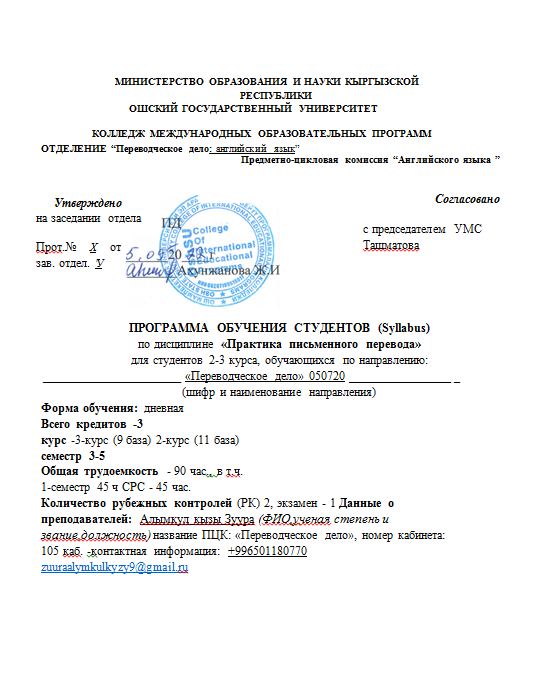 МИНИСТЕРСТВО ОБРАЗОВАНИЯ И НАУКИ КЫРГЫЗСКОЙ
РЕСПУБЛИКИ
ОШСКИЙ ГОСУДАРСТВЕННЫЙ УНИВЕРСИТЕТ
КОЛЛЕДЖ МЕЖДУНАРОДНЫХ ОБРАЗОВАТЕЛЬНЫХ ПРОГРАММ
ОТДЕЛЕНИЕ “Переводческое дело: английский язык”
Предметно-цикловая комиссия “Английского языка ”
Утверждено
Согласовано
на заседании отдела ПД
с председателем УМС
Ташматова
Прот.№ X от 5, 09 20 г
зав. отдел. У Акунжанова Ж.И
College
Of
International
Educational
Programs
ПРОГРАММА ОБУЧЕНИЯ СТУДЕНТОВ (Syllabus)
по дисциплине «Практика письменного перевода»
для студентов 2-3 курса, обучающихся по направлению:
«Переводческое дело» 050720
(шифр и наименование направления)
Форма обучения: дневная
Всего кредитов -3
курс -3-курс (9 база) 2-курс (11 база)
семестр 3-5
Общая трудоемкость - 90 час., в т.ч.
1-семестр 45 ч СРС - 45 час.
Количество рубежных контролей (РК) 2, экзамен - 1 Данные о
преподавателе: Алымкул кызы Зуура (ФИО,ученая степень и
звание,должность) название ПЦК: «Переводческое дело», номер кабинета:
105 каб. -контактная информация: +996501180770
zuuraalymkulkyzy9@gmail.ru